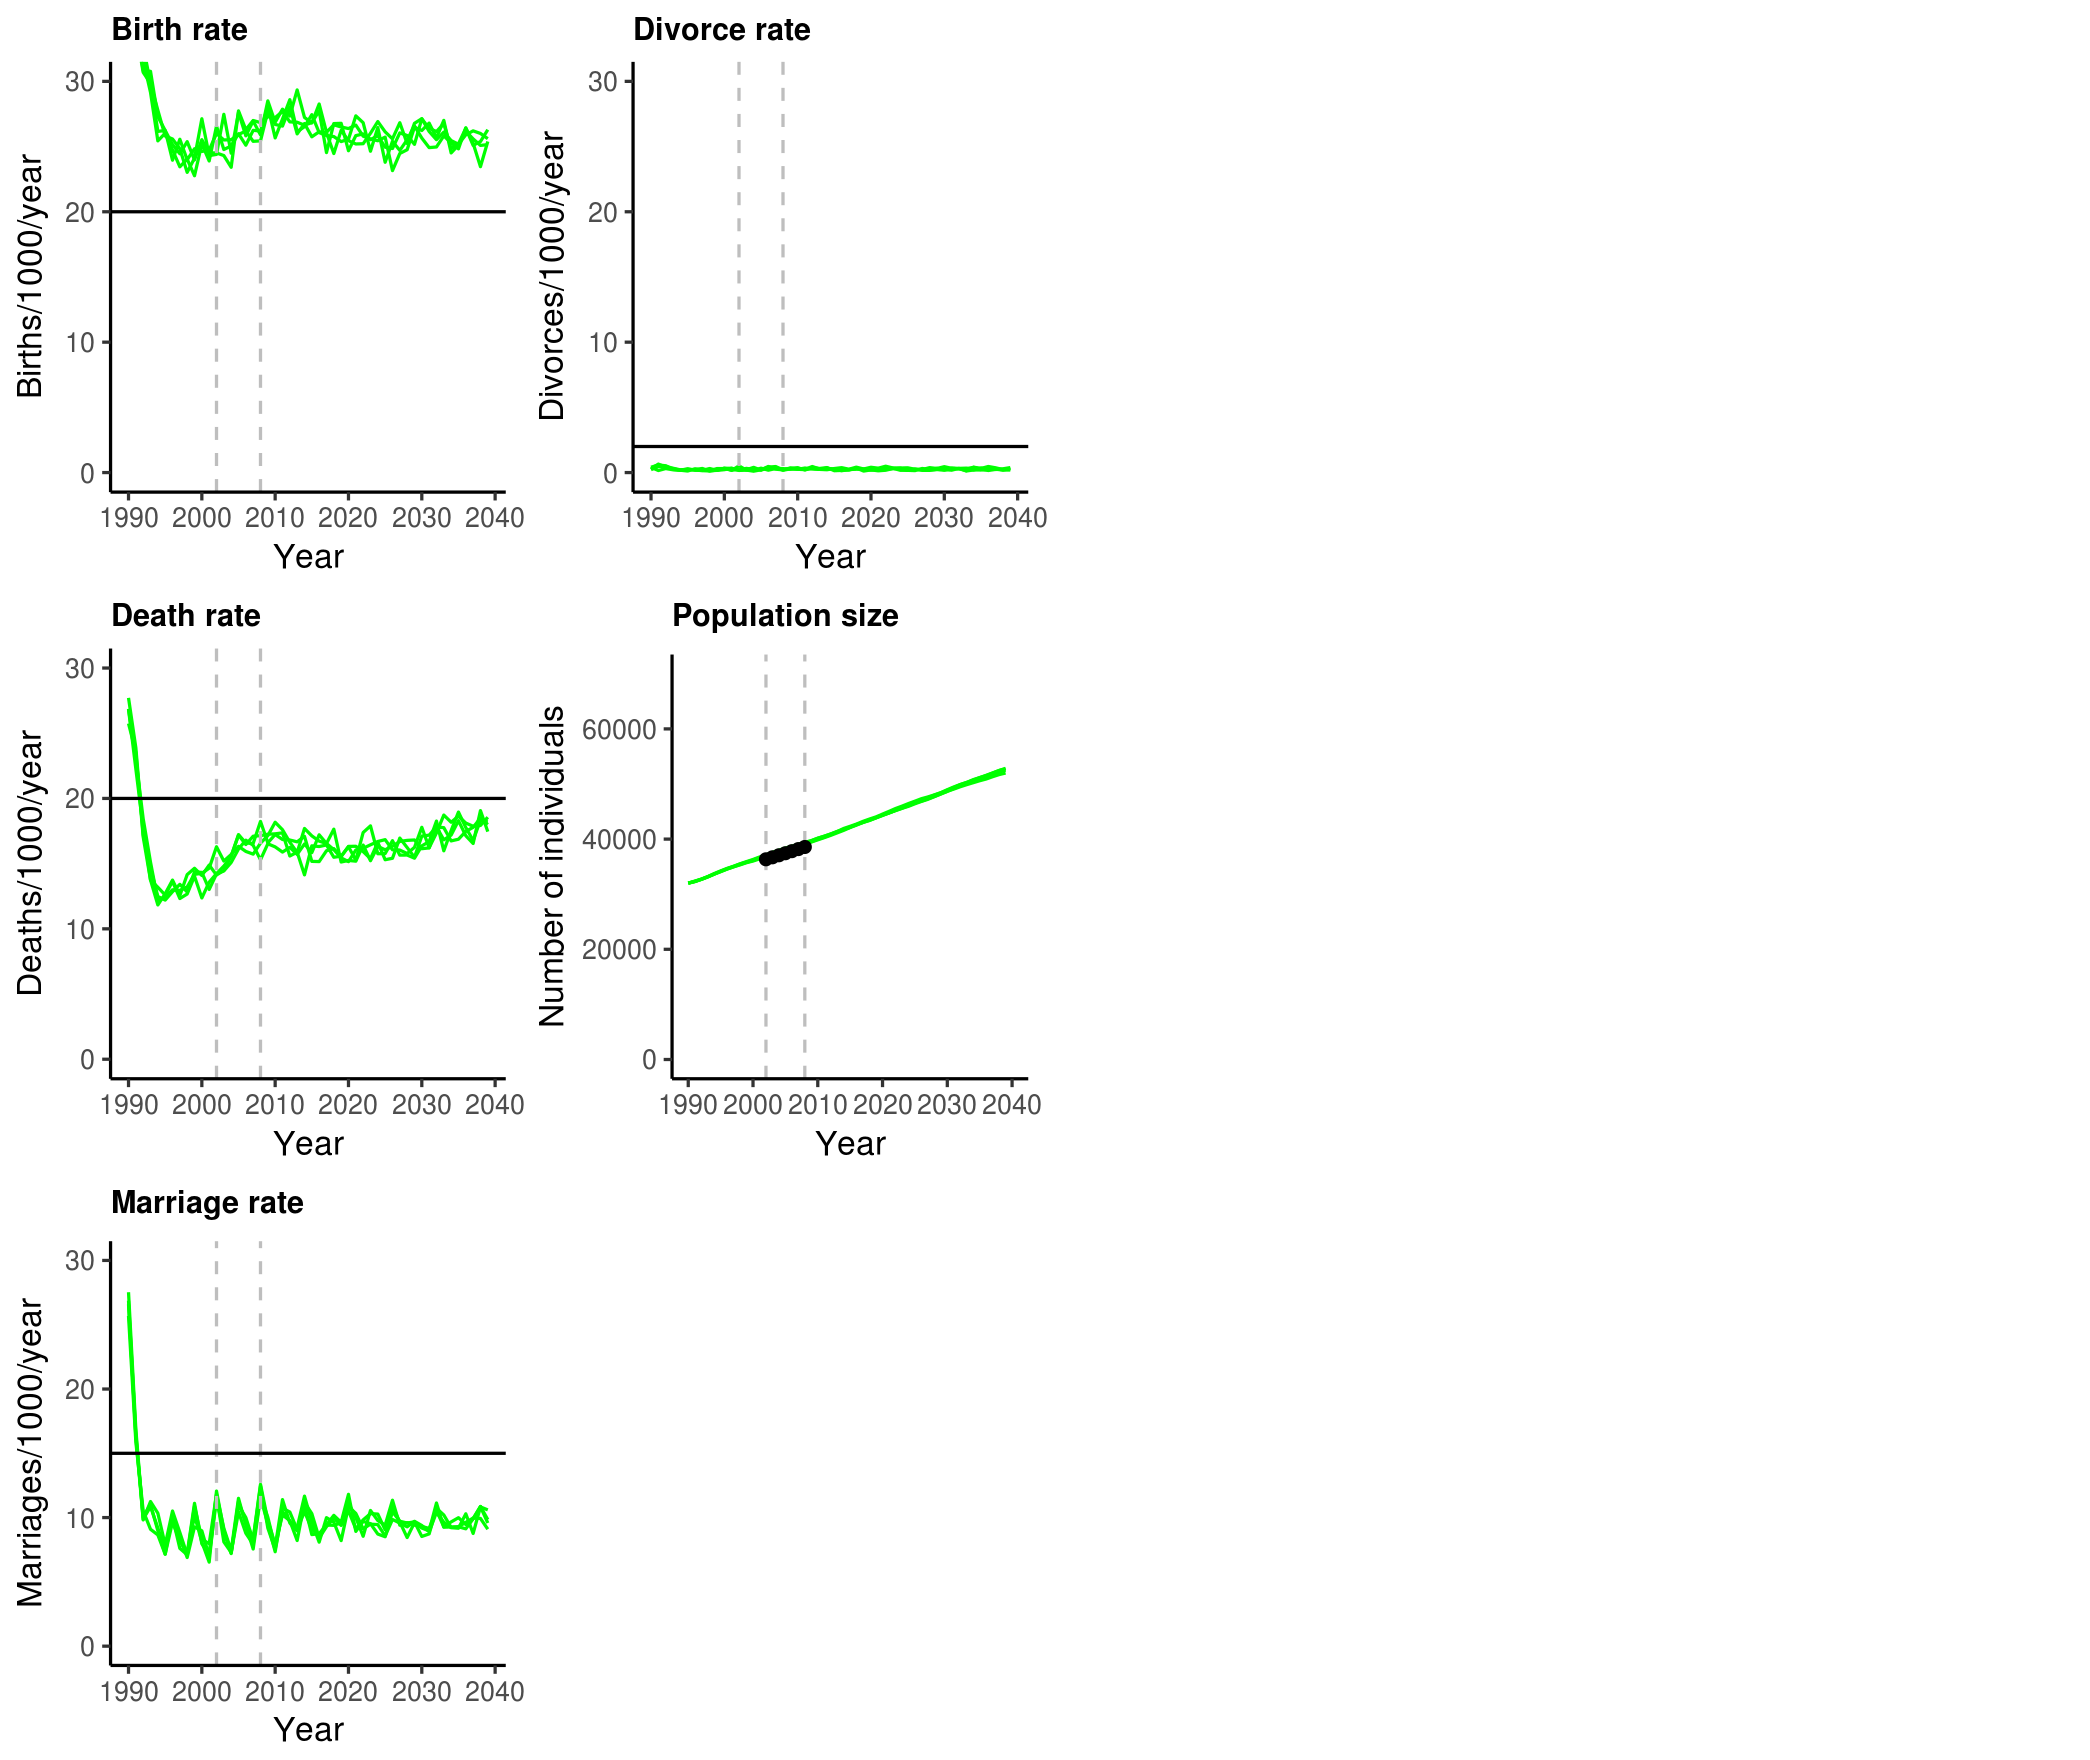 Birth rate
Births/1000/year
30
20
10
0
1990 2000 2010 2020 2030 2040
Year
Divorce rate
Divorces/1000/year
30
20
10
0
1990 2000 2010 2020 2030 2040
Year
Death rate
Deaths/1000/year
30
20
10
0
1990 2000 2010 2020 2030 2040
Year
Population size
Number of individuals
60000
40000
20000
0
1990 2000 2010 2020 2030 2040
Year
Marriage rate
Marriages/1000/year
30
20
10
0
1990 2000 2010 2020 2030 2040
Year